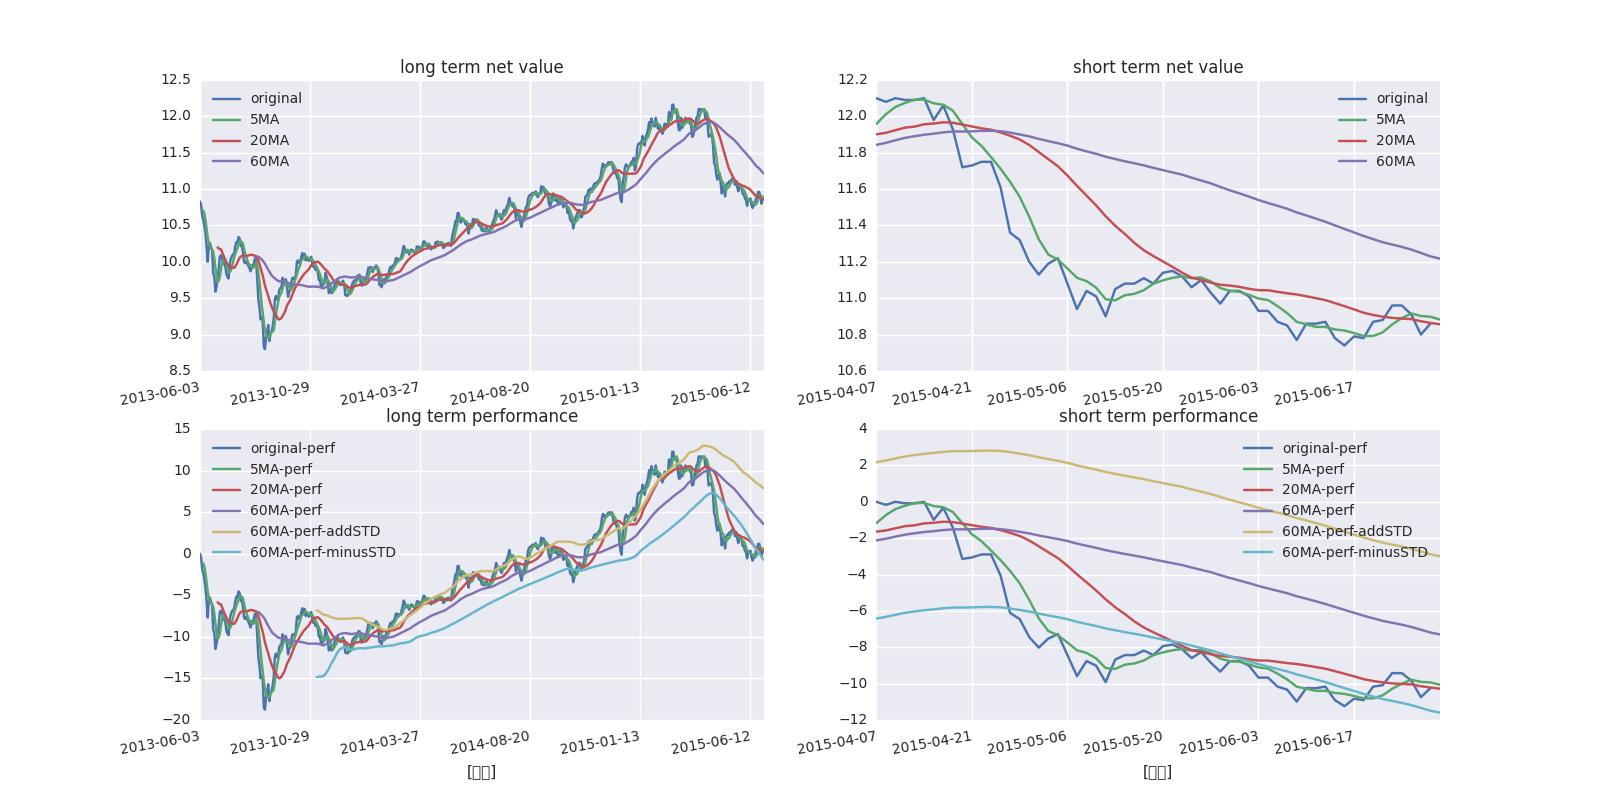 long term net value
12.5
12.0
11.5
11.0
10.5
10.0
9.5
9.0
8.5
original
5MA
20MA
60MA
2013-06-03 2013-10-29 2014-03-27 2014-08-20 2015-01-13 2015-06-12
short term net value
12.2
12.0
11.8
11.6
11.4
11.2
11.0
10.8
10.6
original
5MA
20MA
60MA
2015-04-07 2015-04-21 2015-05-06 2015-05-20 2015-06-03 2015-06-17
long term performance
15
10
5
0
−5
−10
−15
−20
original-perf
5MA-perf
20MA-perf
60MA-perf
60MA-perf-addSTD
60MA-perf-minusSTD
2013-06-03 2013-10-29 2014-03-27 2014-08-20 2015-01-13 2015-06-12
short term performance
4
2
0
−2
−4
−6
−8
−10
−12
original-perf
5MA-perf
20MA-perf
60MA-perf
60MA-perf-addSTD
60MA-perf-minusSTD
2015-04-07 2015-04-21 2015-05-06 2015-05-20 2015-06-03 2015-06-17